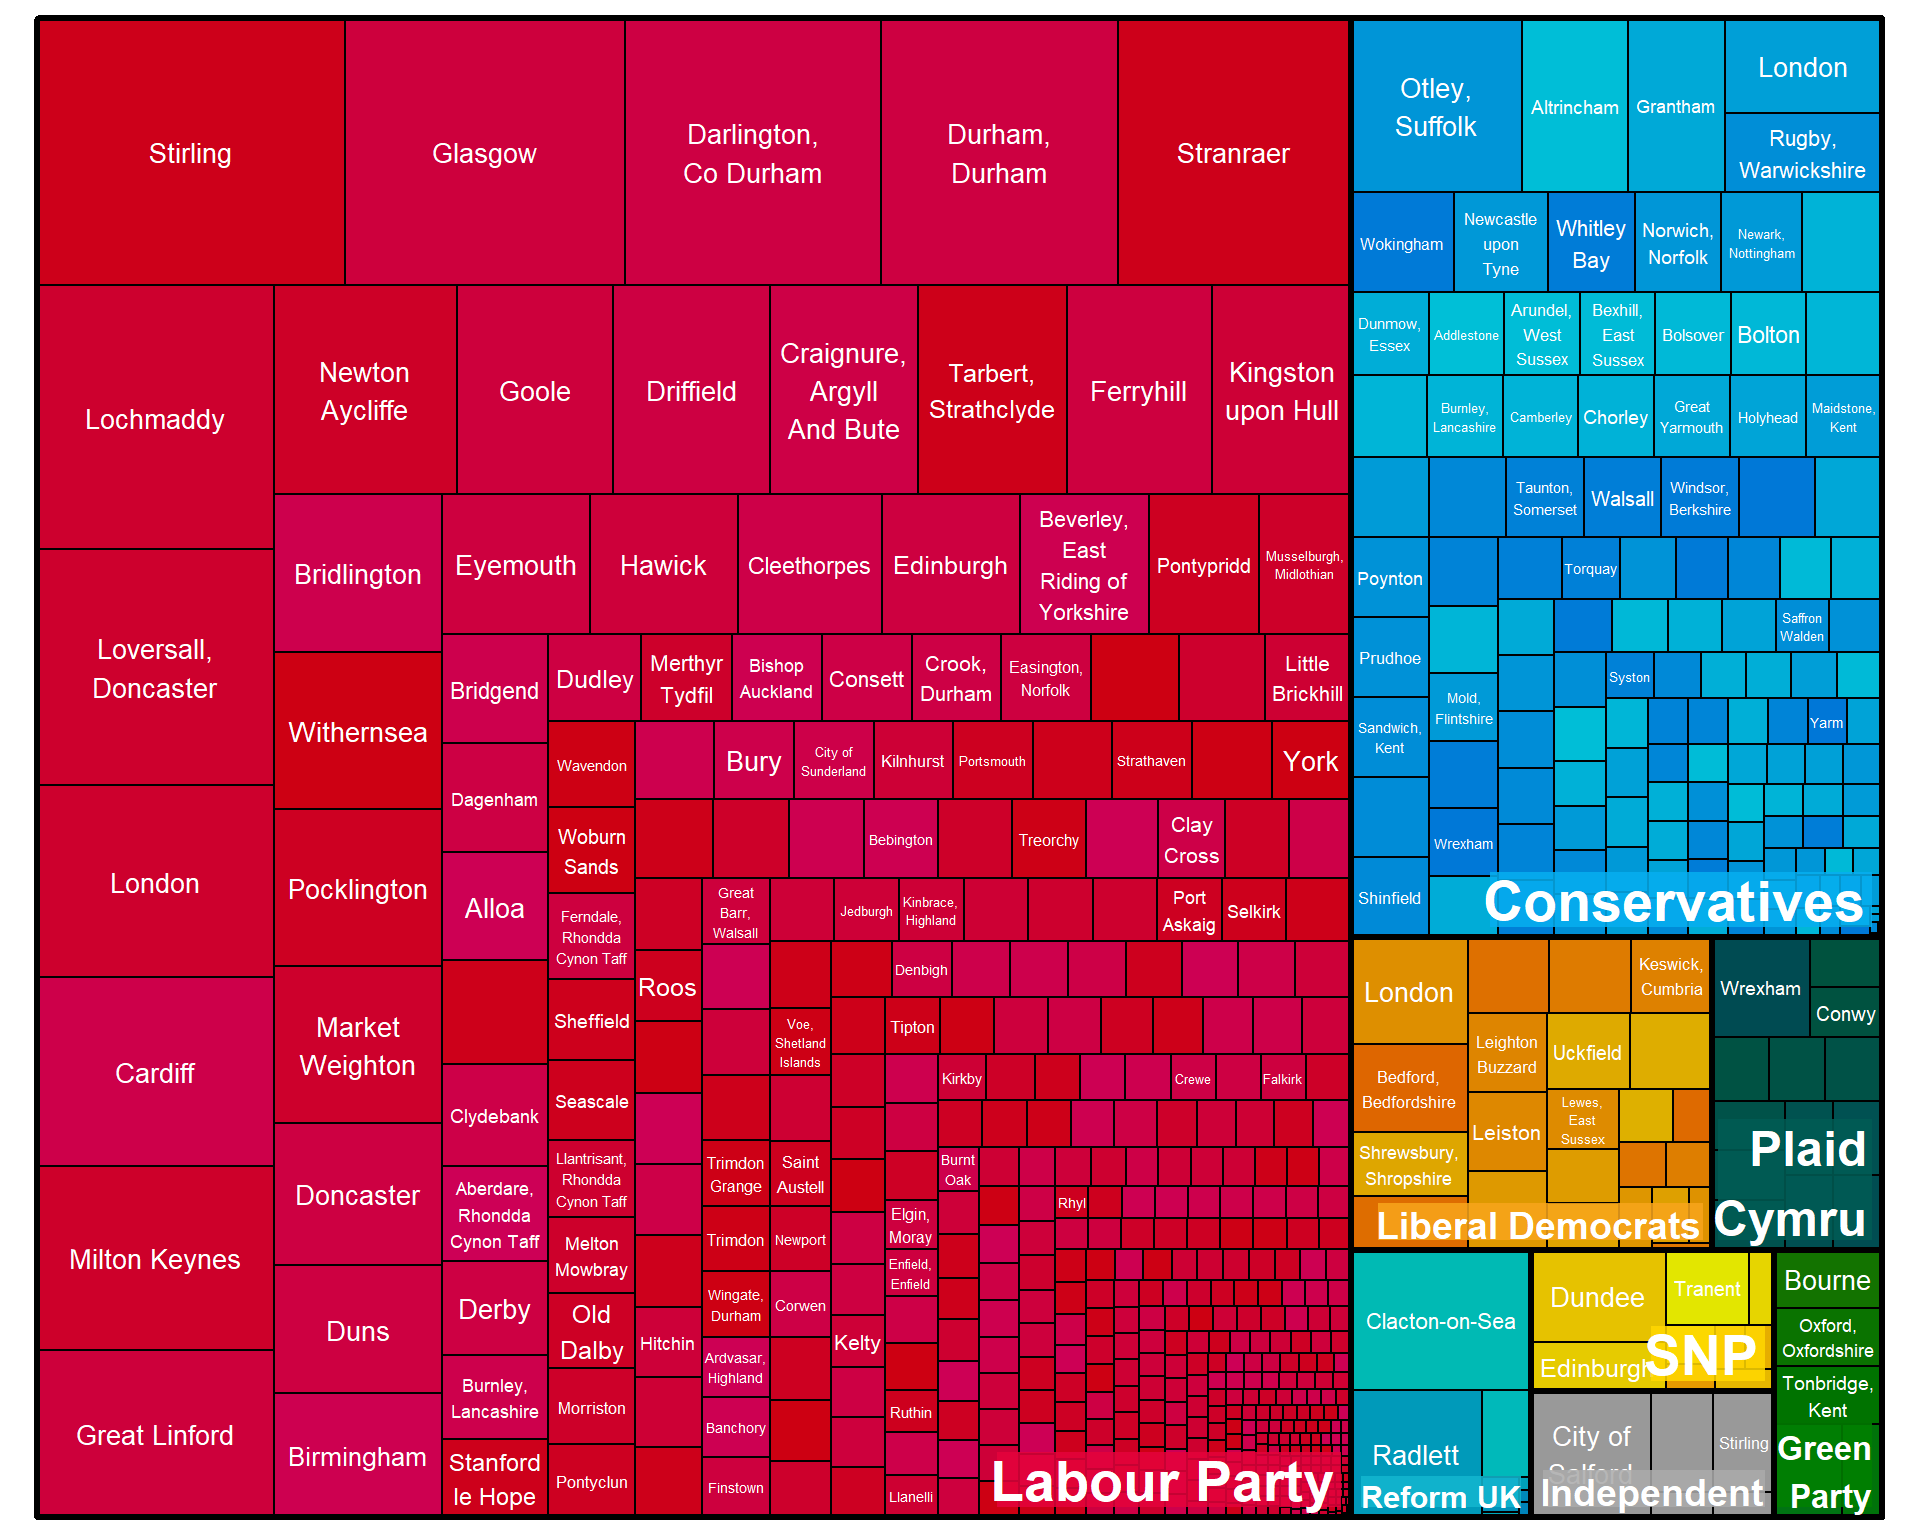 Stirling
Glasgow
Darlington,
Co Durham
Durham,
Durham
Stranraer
Lochmaddy
Newton
Aycliffe
Goole
Driffield
Craignure,
Argyll
And Bute
Tarbert,
Strathclyde
Ferryhill
Kingston
upon Hull
Loversall,
Doncaster
London
Cardiff
Milton Keynes
Great Linford
Bridlington
Withernsea
Pocklington
Market
Weighton
Doncaster
Duns
Birmingham
Eyemouth
Hawick
Cleethorpes
Edinburgh
Beverley,
East
Riding of
Yorkshire
Pontypridd
Musselburgh,
Midlothian
Bridgend
Dagenham
Alloa
Clydebank
Aberdare,
Rhondda
Cynon Taff
Derby
Burnley,
Lancashire
Stanford
le Hope
Dudley
Merthyr
Tydfil
Bishop
Auckland
Consett
Crook,
Durham
Easington,
Norfolk
Little
Brickhill
Wavendon
Woburn
Sands
Ferndale,
Rhondda
Cynon Taff
Sheffield
Seascale
Llantrisant,
Rhondda
Cynon Taff
Melton
Mowbray
Old
Dalby
Morriston
Pontyclun
Bury
City of
Sunderland
Kilnhurst
Portsmouth
Strathaven
York
Bebington
Treorchy
Clay
Cross
Roos
Hitchin
Great
Barr,
Walsall
Jedburgh
Kinbrace,
Highland
Port
Askaig
Selkirk
Trimdon
Grange
Trimdon
Wingate,
Durham
Ardvasar,
Highland
Banchory
Finstown
Voe,
Shetland
Islands
Saint
Austell
Newport
Corwen
Denbigh
Tipton
Kelty
Kirkby
Crewe
Falkirk
Elgin,
Moray
Enfield,
Enfield
Ruthin
Llanelli
Burnt
Oak
Rhyl
Labour Party
Otley,
Suffolk
Altrincham
Grantham
London
Rugby,
Warwickshire
Wokingham
Newcastle
upon
Tyne
Whitley
Bay
Norwich,
Norfolk
Newark,
Nottingham
Dunmow,
Essex
Addlestone
Arundel,
West
Sussex
Bexhill,
East
Sussex
Bolsover
Bolton
Burnley,
Lancashire
Camberley
Chorley
Great
Yarmouth
Holyhead
Maidstone,
Kent
Taunton,
Somerset
Walsall
Windsor,
Berkshire
Poynton
Prudhoe
Sandwich,
Kent
Shinfield
Mold,
Flintshire
Wrexham
Torquay
Saffron
Walden
Syston
Yarm
Conservatives
London
Bedford,
Bedfordshire
Shrewsbury,
Shropshire
Keswick,
Cumbria
Leighton
Buzzard
Uckfield
Leiston
Lewes,
East
Sussex
Liberal Democrats
Wrexham
Conwy
Plaid
Cymru
Clacton-on-Sea
Radlett
Reform UK
Dundee
Tranent
Edinburgh
SNP
City of
Salford
Stirling
Independent
Bourne
Oxford,
Oxfordshire
Tonbridge,
Kent
Green
Party